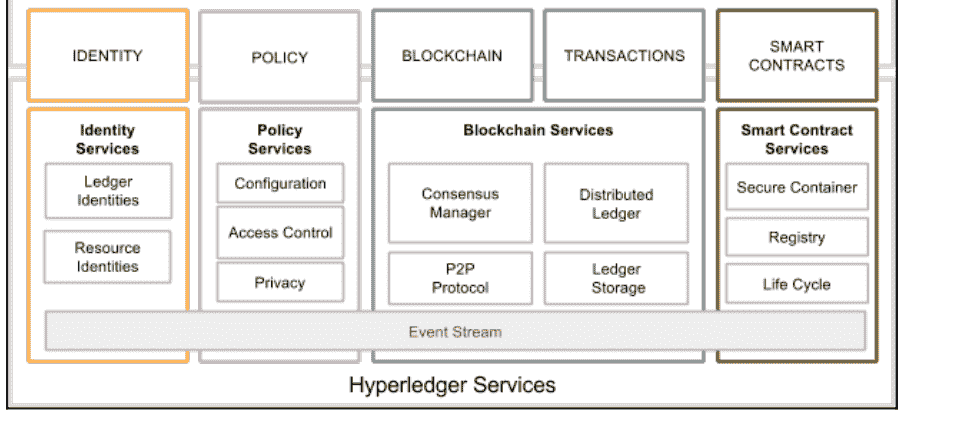 IDENTITY
POLICY
BLOCKCHAIN
TRANSACTIONS
SMART
CONTRACTS
Identity
Services
Ledger
Identities
Resource
Identities
Policy
Services
Configuration
Access Control
Privacy
Blockchain Services
Consensus
Manager
Distributed
Ledger
P2P
Protocol
Ledger
Storage
Smart Contract
Services
Secure Container
Registry
Life Cycle
Event Stream
Hyperledger Services